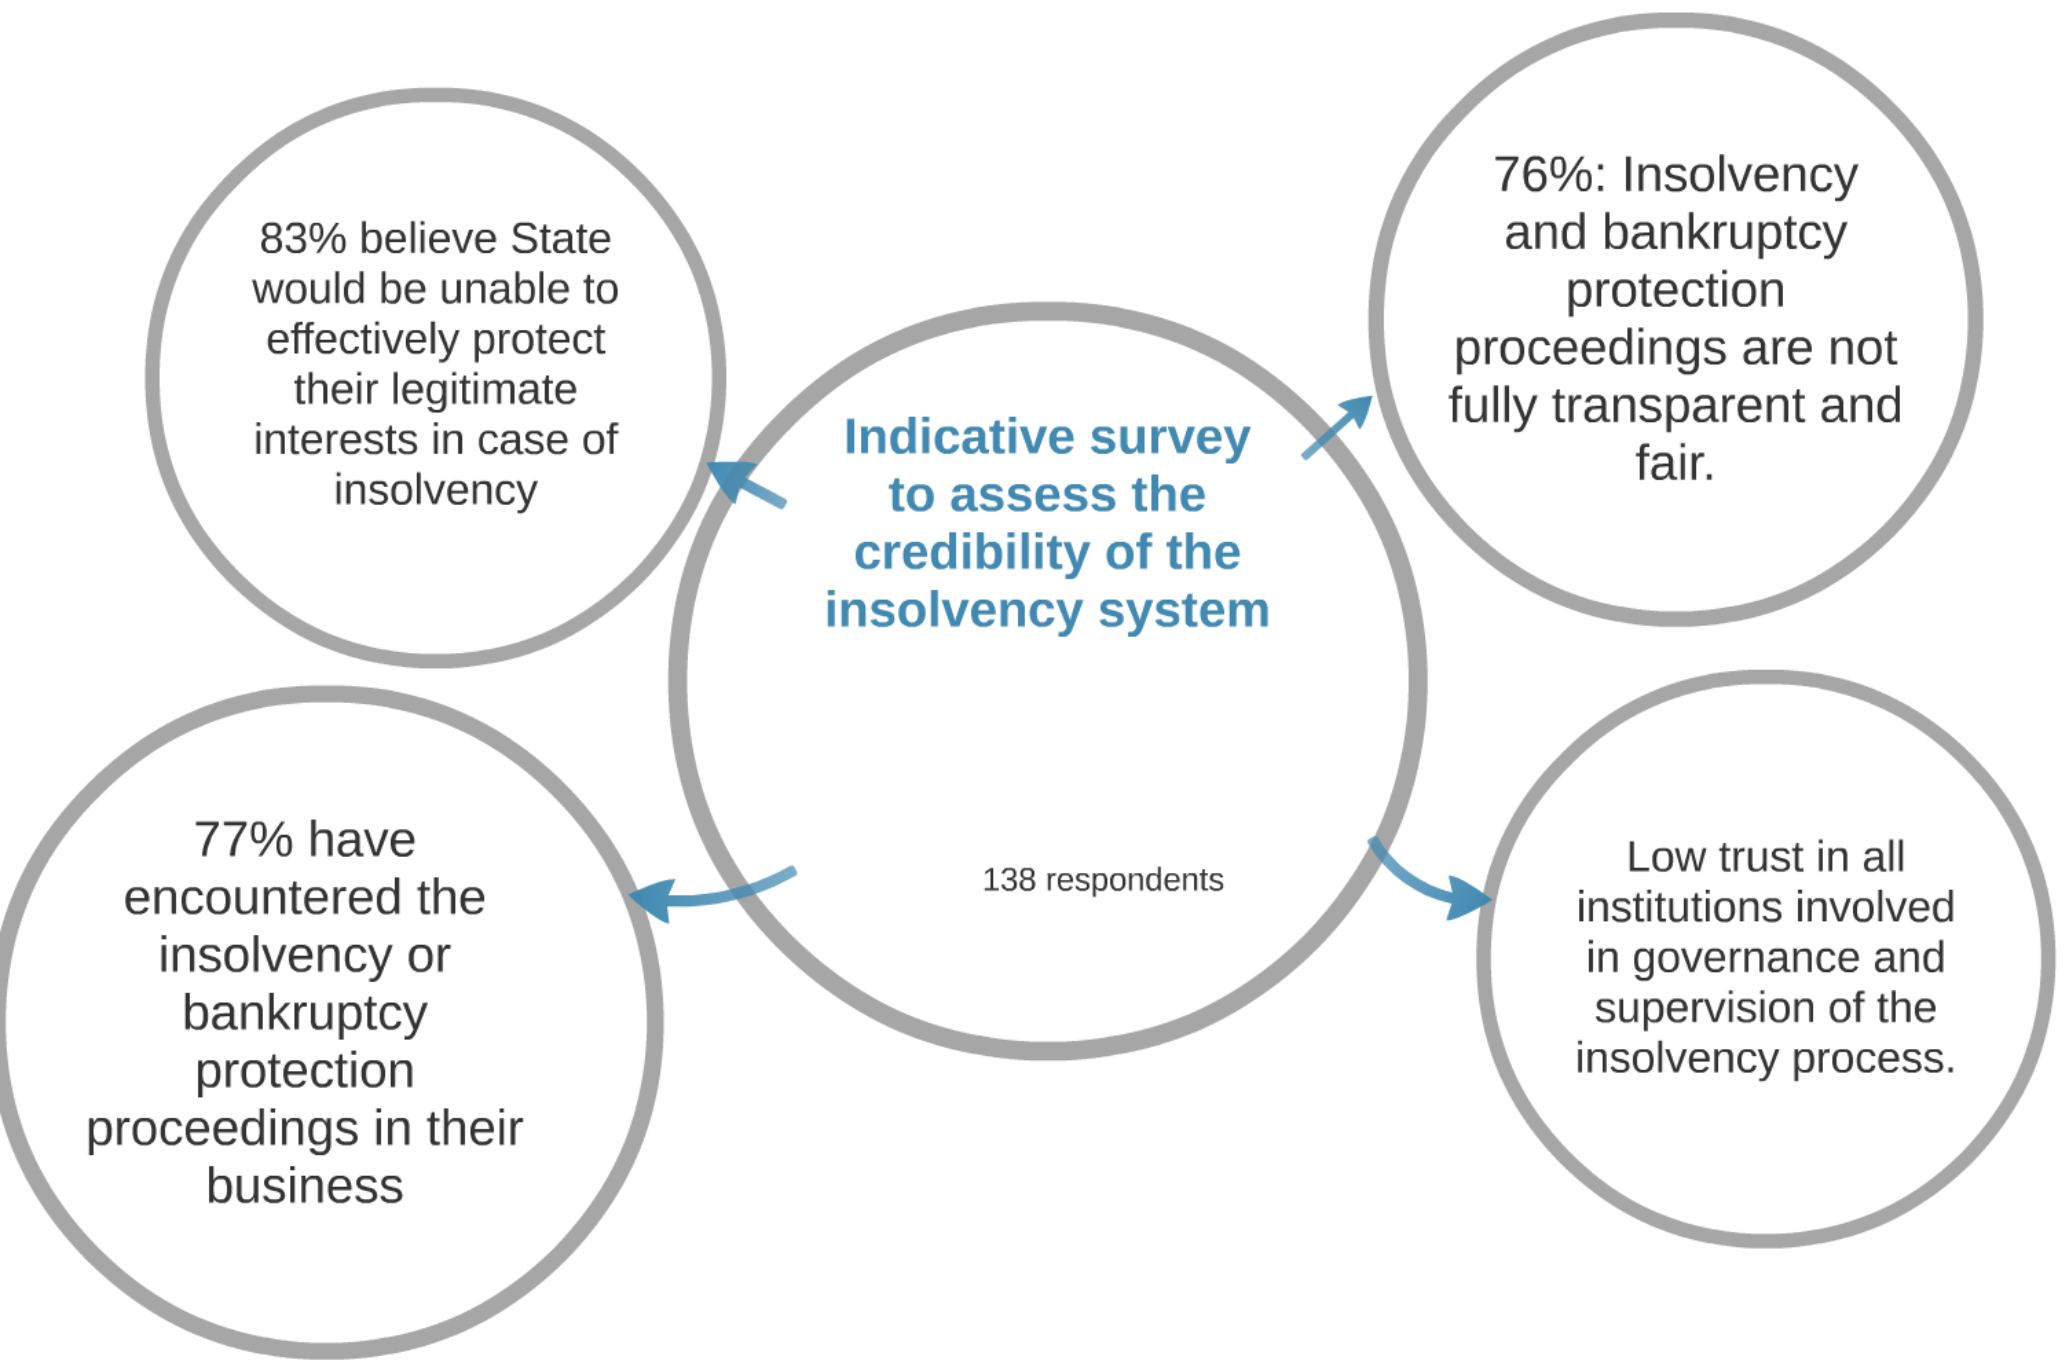 83% believe State
would be unable to
effectively protect
their legitimate
interests in case of
insolvency
76%: Insolvency
and bankruptcy
protection
proceedings are not
fully transparent and
fair.
Indicative survey
to assess the
credibility of the
insolvency system
138 respondents
77% have
encountered the
insolvency or
bankruptcy
protection
proceedings in their
business
Low trust in all
institutions involved
in governance and
supervision of the
insolvency process.